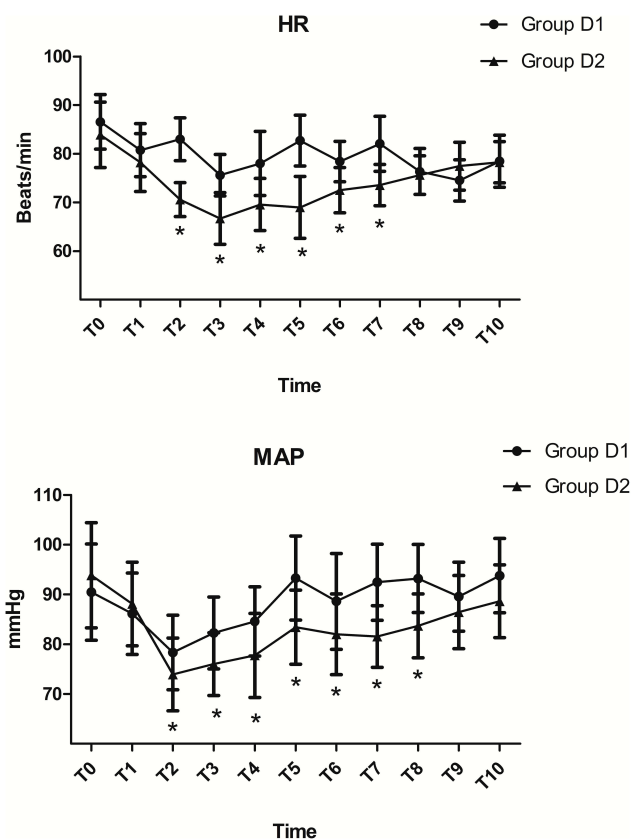 HR
Group D1
Group D2
Beats/min
100
90
80
70
60
* * * * * *
T0 T1 T2 T3 T4 T5 T6 T7 T8 T9 T10
Time
MAP
Group D1
Group D2
mmHg
110
100
90
80
70
* * * * * * *
T0 T1 T2 T3 T4 T5 T6 T7 T8 T9 T10
Time